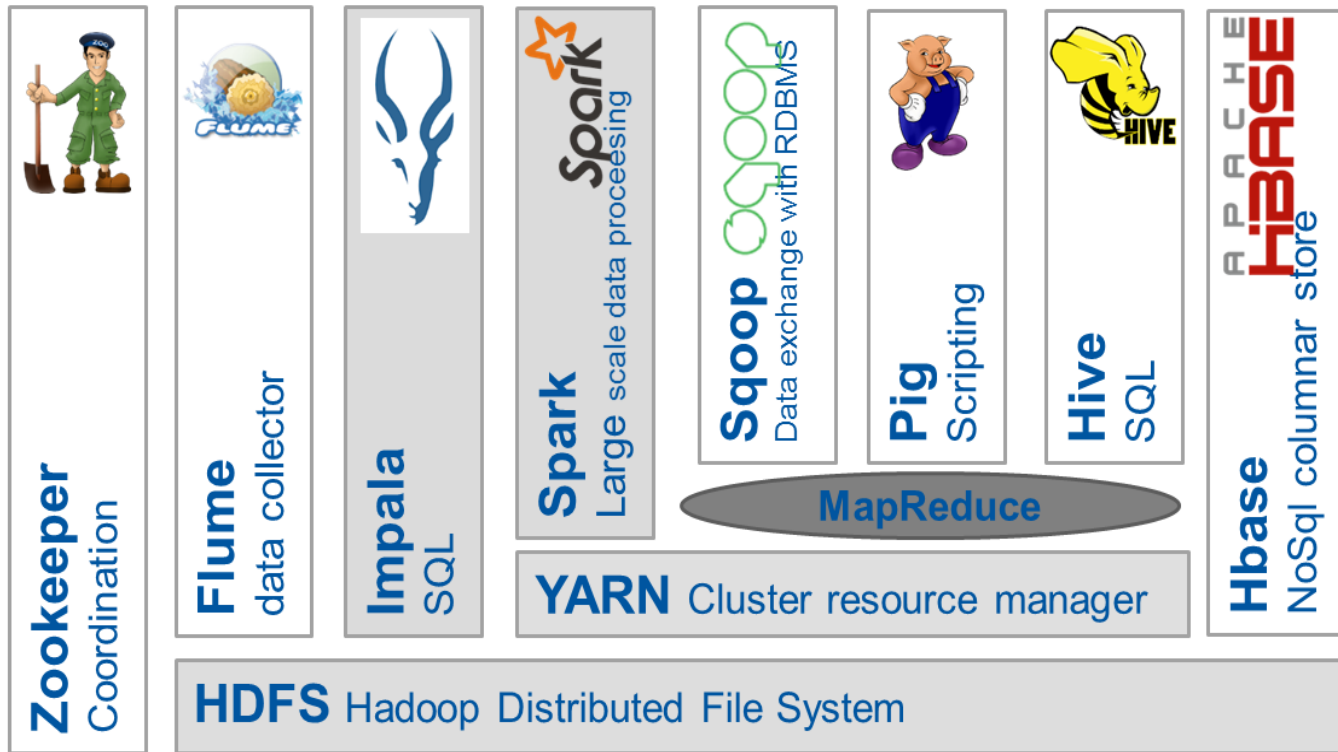 ZOO
Zookeeper
Coordination
FLUME
Flume
data collector
Impala
SQL
Spark
Spark
Large scale data proceesing
sqoop
Sqoop
Data exchange with RDBMS
Pig
Scripting
HIVE
Hive
SQL
APACHE
HBASE
Hbase
NoSql columnar store
MapReduce
YARN Cluster resource manager
HDFS Hadoop Distributed File System